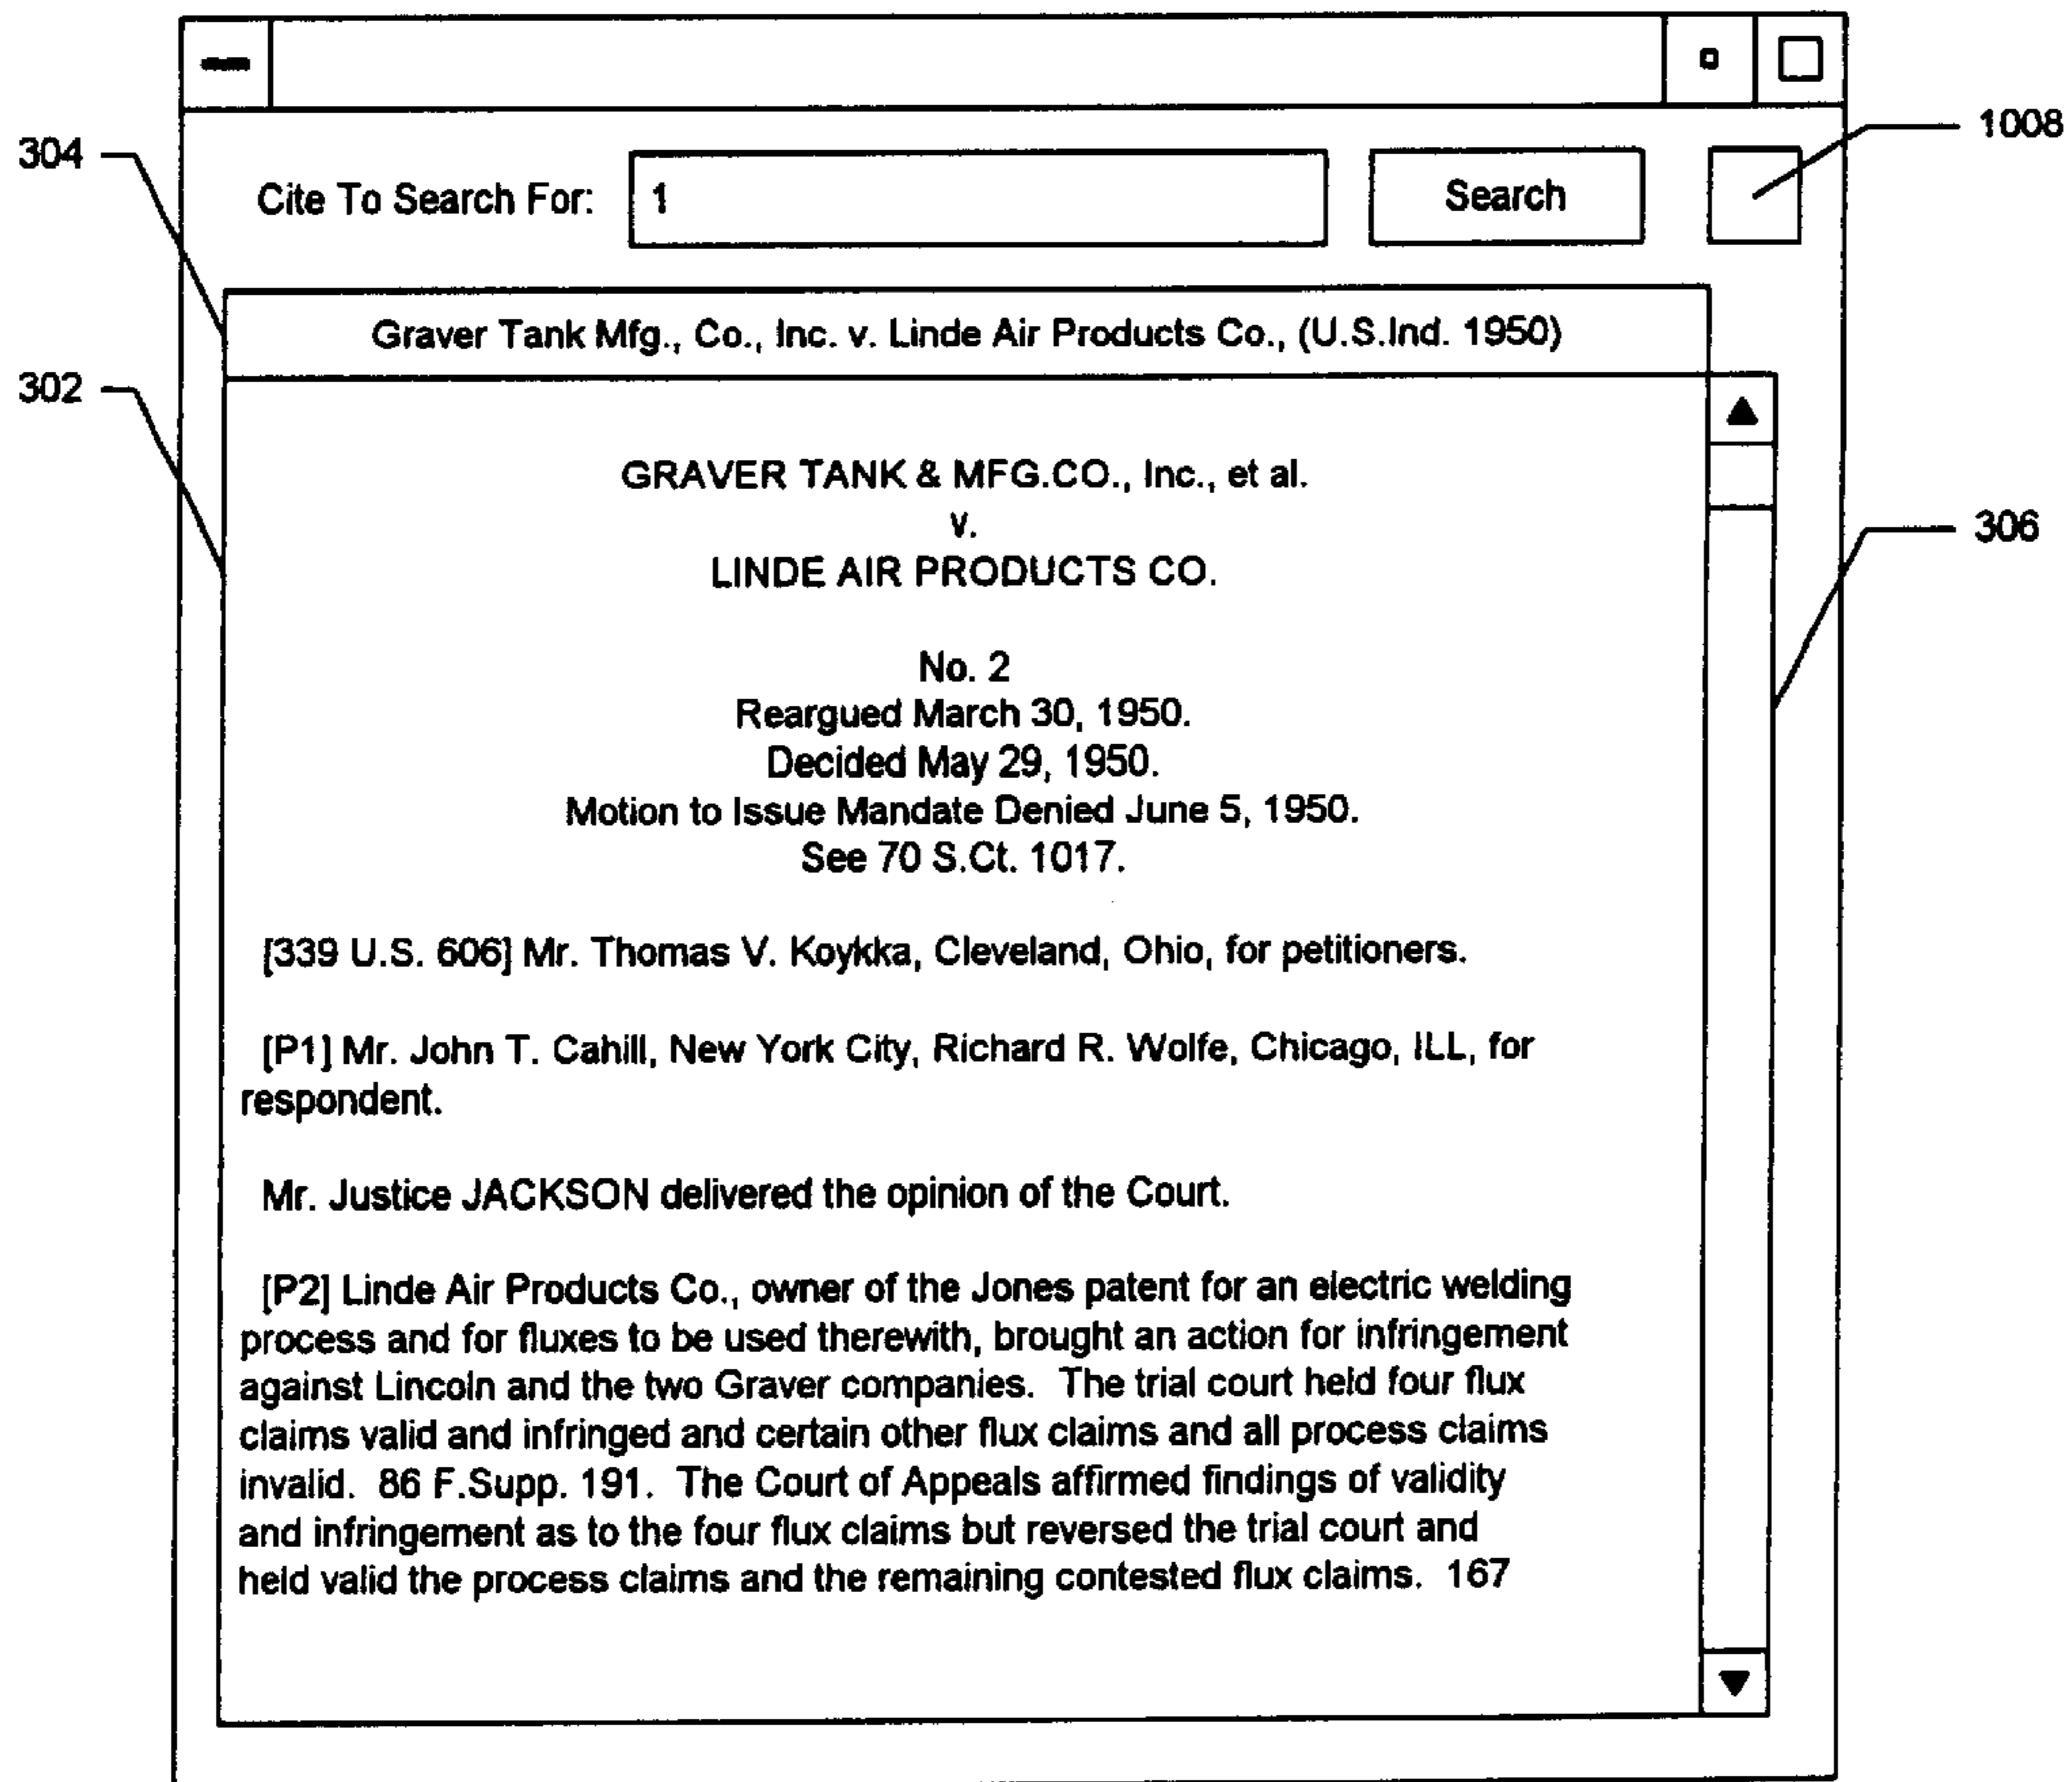 1008
304
Cite To Search For: 1 Search
Graver Tank Mfg., Co., Inc. v. Linde Air Products Co., (U.S.Ind. 1950)
302
GRAVER TANK & MFG.CO., Inc., et al.
v.
306
LINDE AIR PRODUCTS CO.
No. 2
Reargued March 30, 1950.
Decided May 29, 1950.
Motion to Issue Mandate Denied June 5, 1950.
See 70 S.Ct. 1017.
[339 U.S. 606] Mr. Thomas V. Koykka, Cleveland, Ohio, for petitioners.
[P1] Mr. John T. Cahill, New York City, Richard R. Wolfe, Chicago, ILL, for
respondent.
Mr. Justice JACKSON delivered the opinion of the Court.
[P2] Linde Air Products Co., owner of the Jones patent for an electric welding
process and for fluxes to be used therewith, brought an action for infringement
against Lincoln and the two Graver companies.  The trial court held four flux
claims valid and infringed and certain other flux claims and all process claims
invalid.  86 F.Supp. 191.  The Court of Appeals affirmed findings of validity
and infringement as to the four flux claims but reversed the trial court and
held valid the process claims and the remaining contested flux claims.  167